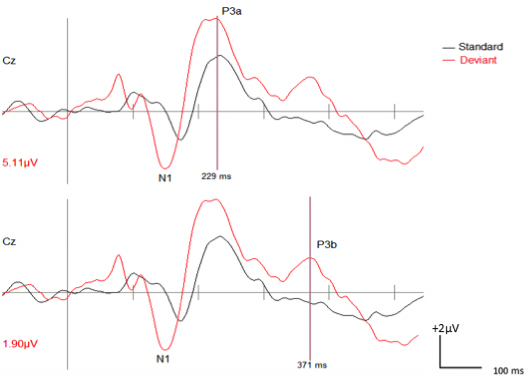 P3a
Cz
Standard
Deviant
5.11μV
N1
229 ms
Cz
P3b
1.90μV
N1
371 ms
+2μV
100 ms